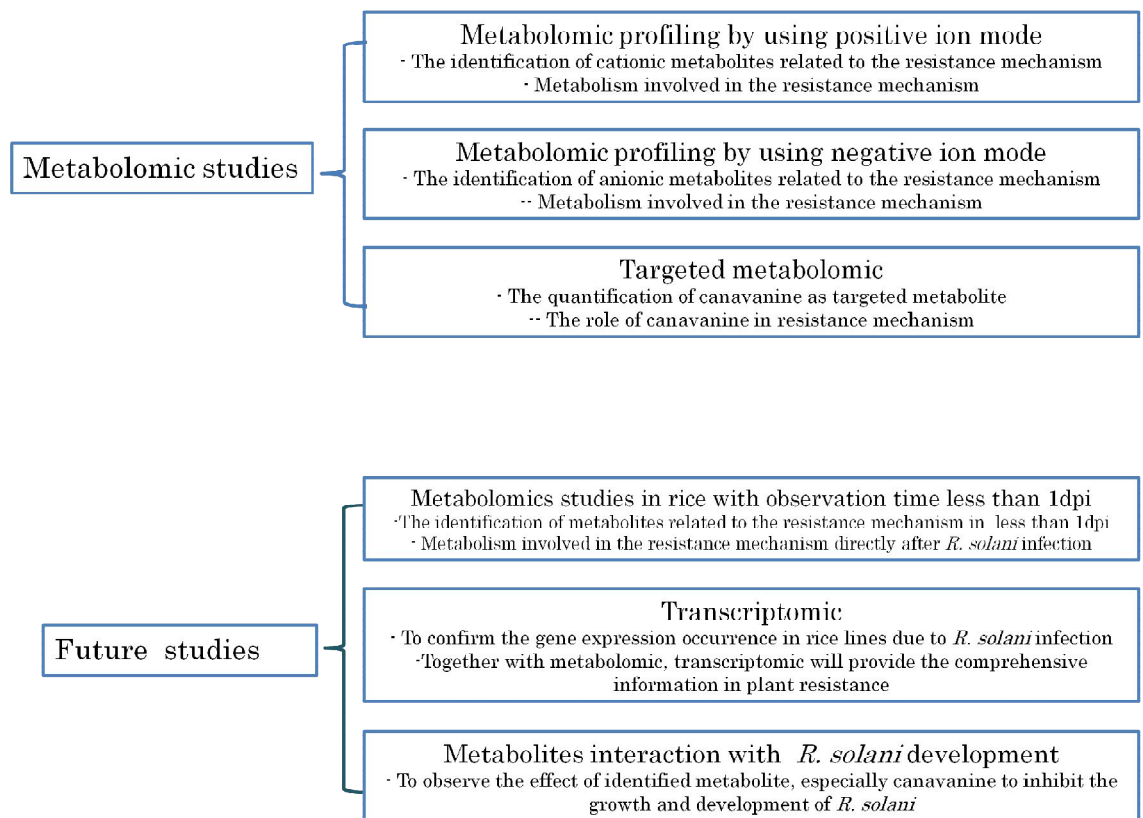 Metabolomic profiling by using positive ion mode
- The identification of cationic metabolites related to the resistance mechanism
- Metabolism involved in the resistance mechanism
Metabolomic studies
Metabolomic profiling by using negative ion mode
- The identification of anionic metabolites related to the resistance mechanism
-- Metabolism involved in the resistance mechanism
Targeted metabolomic
- The quantification of canavanine as targeted metabolite
-- The role of canavanine in resistance mechanism
Metabolomics studies in rice with observation time less than 1dpi
-The identification of metabolites related to the resistance mechanism in less than 1dpi
- Metabolism involved in the resistance mechanism directly after R. solani infection
Future studies
Transcriptomic
- To confirm the gene expression occurrence in rice lines due to R. solani infection
-Together with metabolomic, transcriptomic will provide the comprehensive
information in plant resistance
Metabolites interaction with R. solani development
- To observe the effect of identified metabolite, especially canavanine to inhibit the
growth and development of R. solani